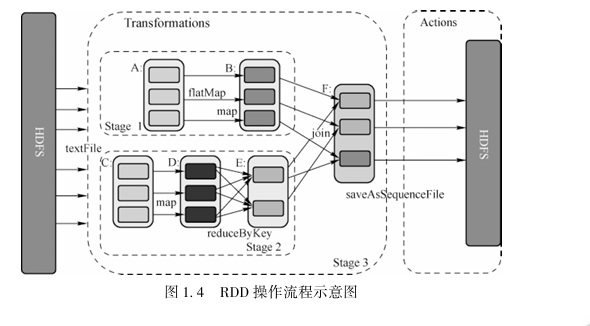 Transformations
Actions
A:
B:
flatMap
map
Stage 1
F:
HDFS
textFile
join
HDFS
C:
D:
E:
map
saveAsSequenceFile
reduceByKey
Stage 2
Stage 3
图 1.4 RDD 操作流程示意图